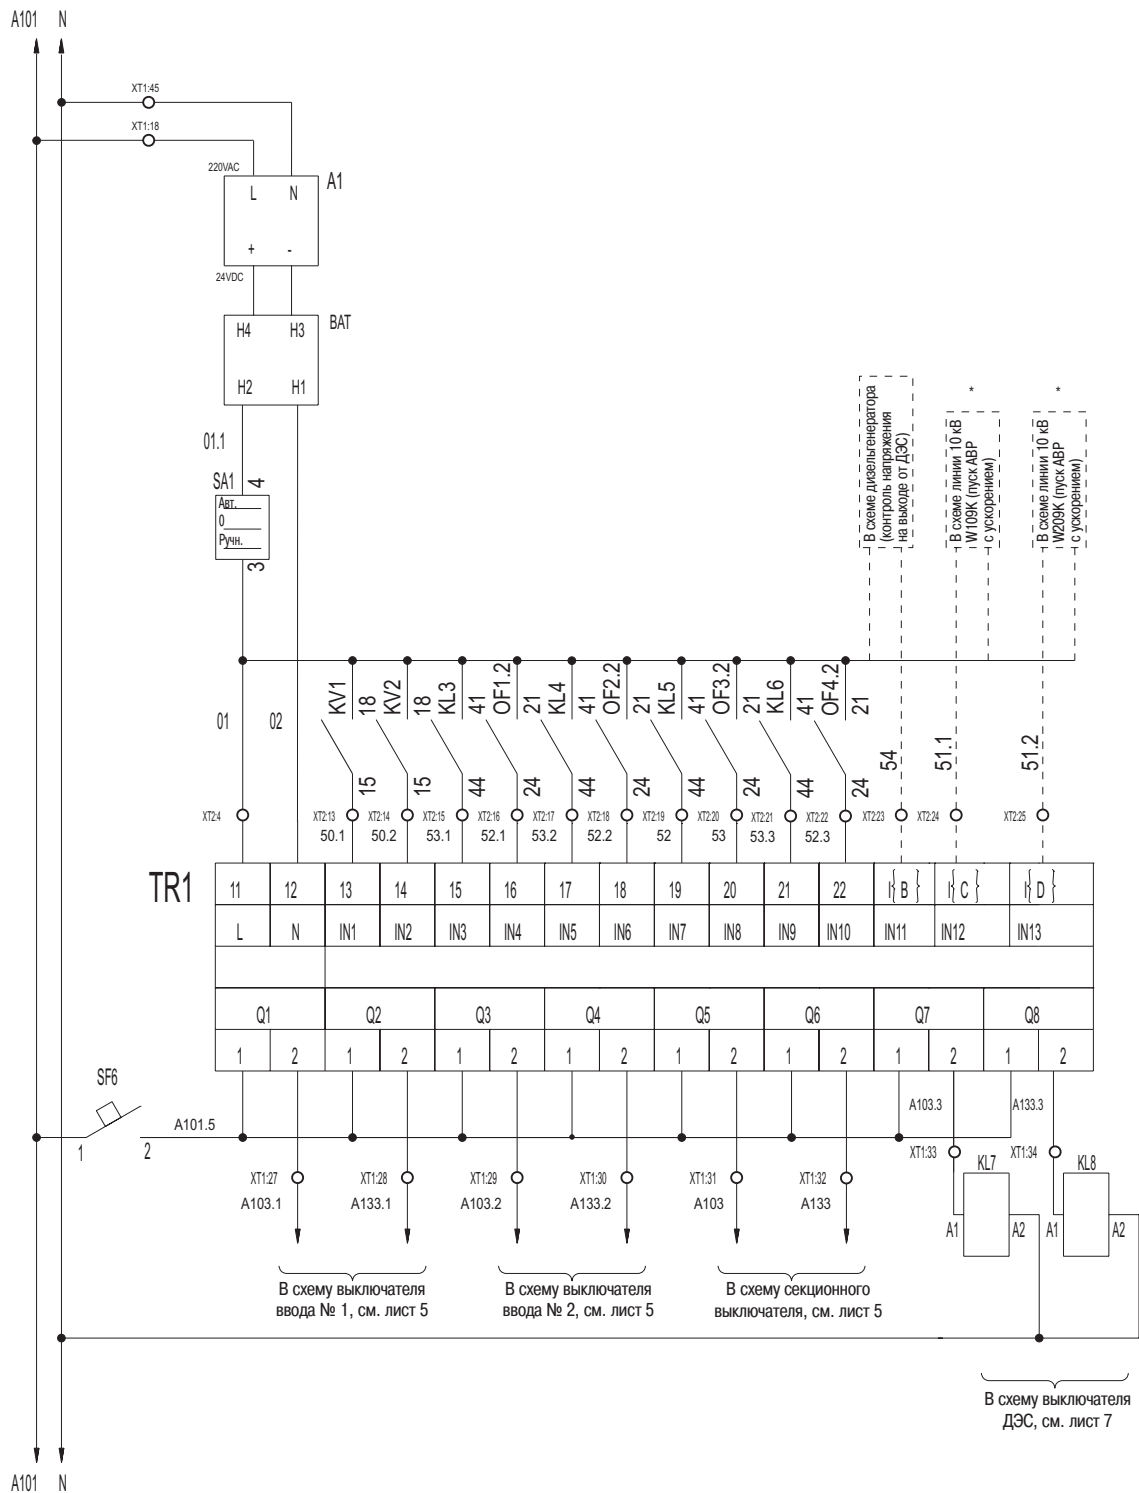 A101 N
XT1:45
XT1:18
220VAC
L N A1
+ -
24VDC
H4 H3 BAT
H2 H1
01.1
SA1 4
Авт.
0
Ручн.
3
В схеме дизельгенератора
(контроль напряжения
на выходе от ДЭС)
*
В схеме линии 10 кВ
W109K (пуск АВР
с ускорением)
*
В схеме линии 10 кВ
W209K (пуск АВР
с ускорением)
01 02
KV1 18 KV2 18 KL3 41 OF1.2 21 KL4 41 OF2.2 21 KL5 41 OF3.2 21 KL6 41 OF4.2 21
15 15 44 24 44 24 44 24 44 24
54 51.1 51.2
XT2:4 XT2:13 XT2:14 XT2:15 XT2:16 XT2:17 XT2:18 XT2:19 XT2:20 XT2:21 XT2:22 XT2:23 XT2:24 XT2:25
50.1 50.2 53.1 52.1 53.2 52.2 52 53 53.3 52.3
TR1
11 12 13 14 15 16 17 18 19 20 21 22 I{ B } I{ C } I{ D }
L N IN1 IN2 IN3 IN4 IN5 IN6 IN7 IN8 IN9 IN10 IN11 IN12 IN13
Q1 Q2 Q3 Q4 Q5 Q6 Q7 Q8
1 2 1 2 1 2 1 2 1 2 1 2 1 2 1 2
SF6
1 2
A101.5
A103.3 A133.3
XT1:33 XT1:34
KL7 KL8
A1 A2 A1 A2
XT1:27 XT1:28 XT1:29 XT1:30 XT1:31 XT1:32
A103.1 A133.1 A103.2 A133.2 A103 A133
В схему выключателя
ввода № 1, см. лист 5
В схему выключателя
ввода № 2, см. лист 5
В схему секционного
выключателя, см. лист 5
В схему выключателя
ДЭС, см. лист 7
A101 N